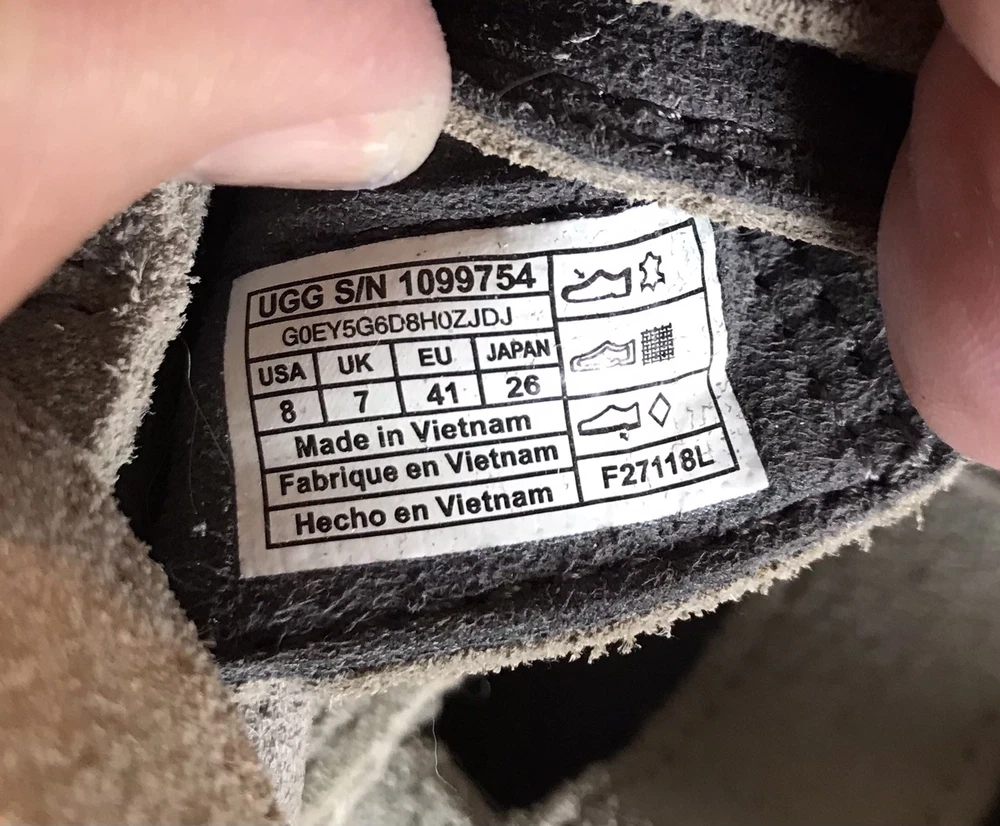 UGG S/N 1099754
G0EY5G6D8H0ZJDJ
USA UK EU JAPAN
8 7 41 26
Made in Vietnam
Fabrique en Vietnam
Hecho en Vietnam
F27118L